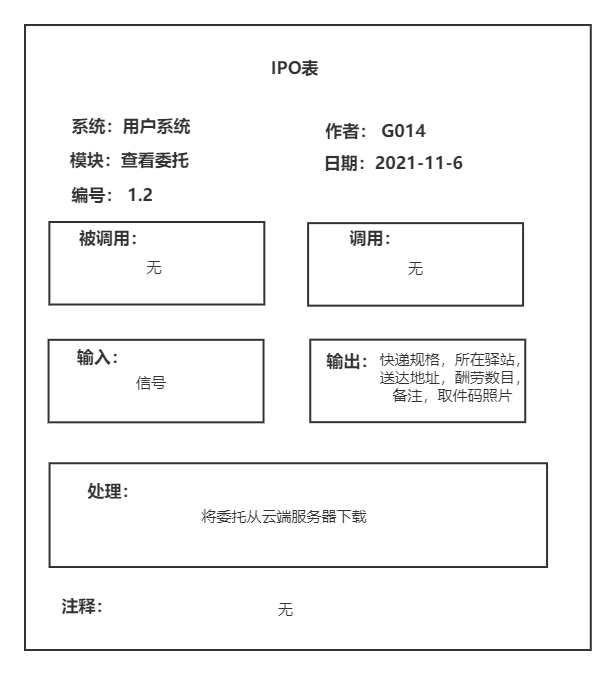 IPO表
系统：用户系统
作者： G014
模块：查看委托
日期：2021-11-6
编号： 1.2
被调用：
无
调用：
无
输入：
信号
输出：
快递规格，所在驿站，
送达地址，酬劳数目，
备注，取件码照片
处理：
将委托从云端服务器下载
注释：
无